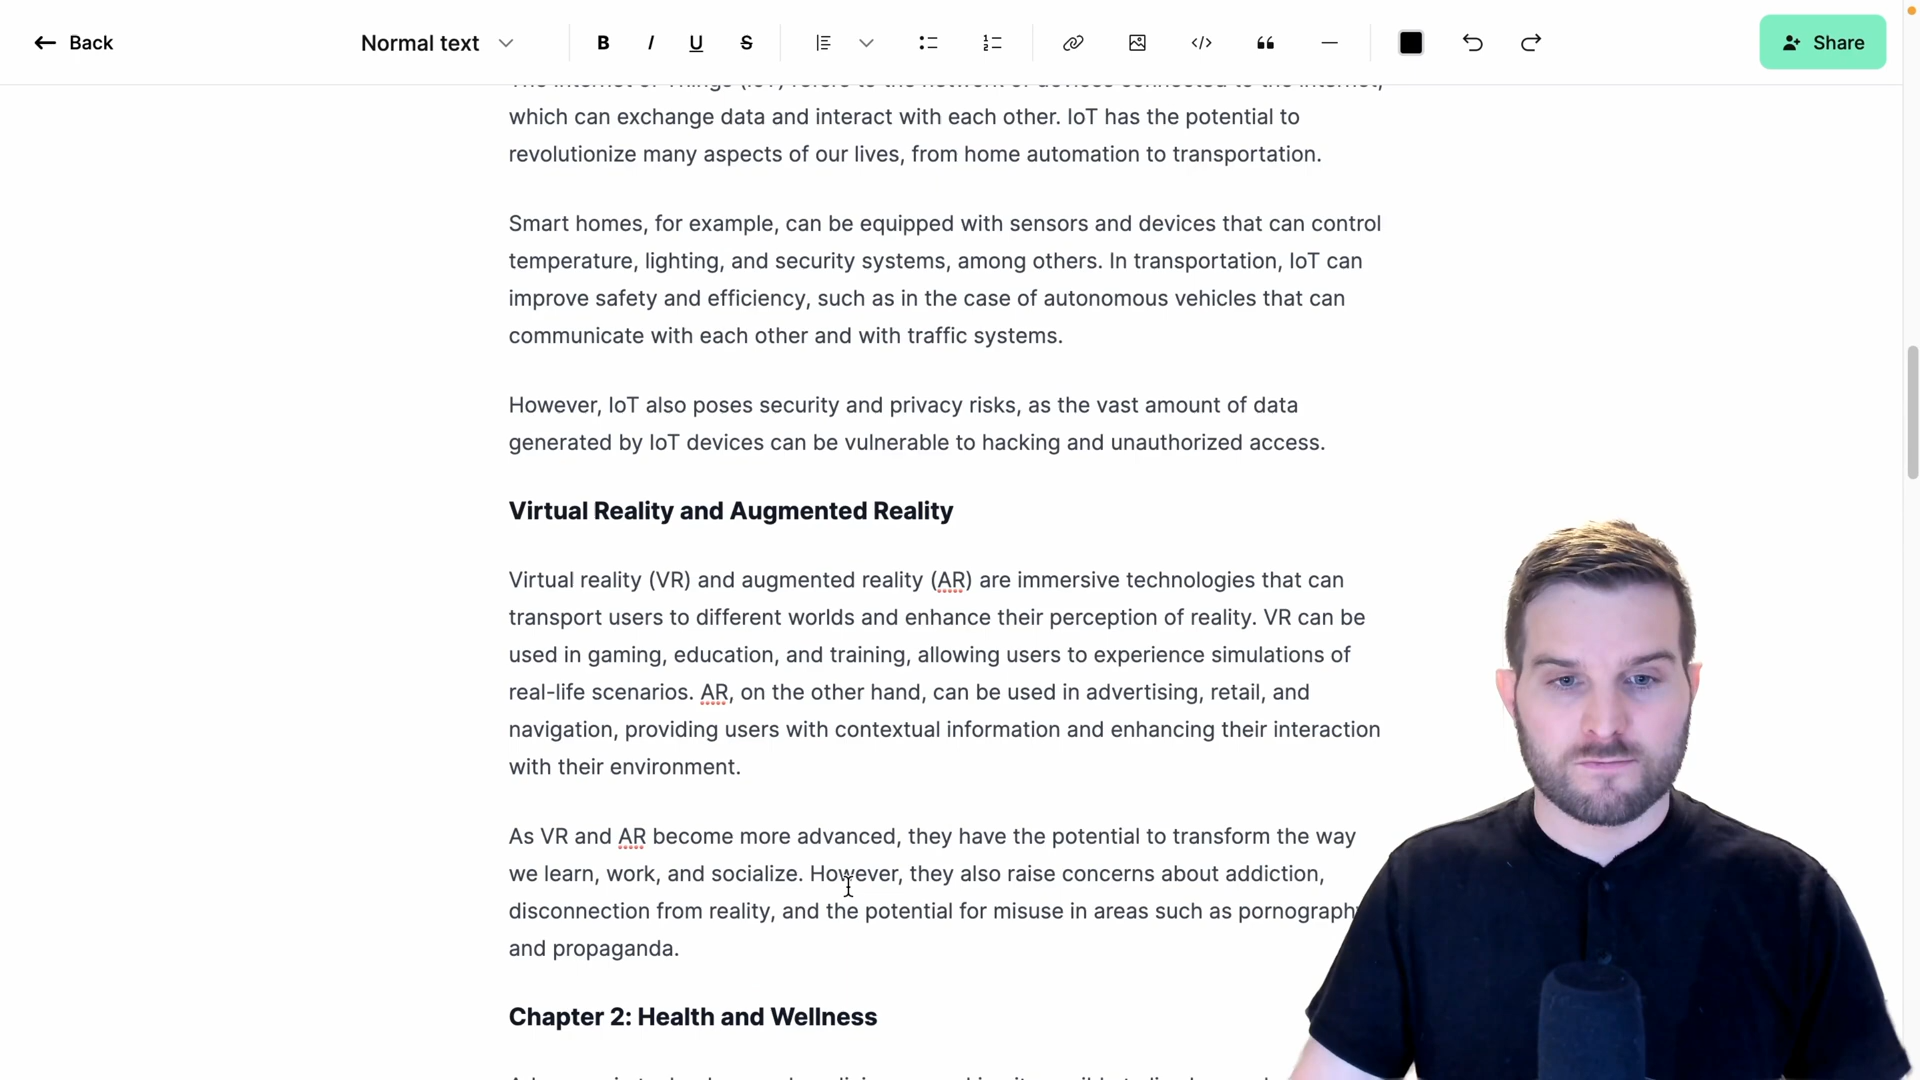 Back
Normal text
B I U S
Share
which can exchange data and interact with each other. IoT has the potential to
revolutionize many aspects of our lives, from home automation to transportation.
Smart homes, for example, can be equipped with sensors and devices that can control
temperature, lighting, and security systems, among others. In transportation, IoT can
improve safety and efficiency, such as in the case of autonomous vehicles that can
communicate with each other and with traffic systems.
However, IoT also poses security and privacy risks, as the vast amount of data
generated by IoT devices can be vulnerable to hacking and unauthorized access.
Virtual Reality and Augmented Reality
Virtual reality (VR) and augmented reality (AR) are immersive technologies that can
transport users to different worlds and enhance their perception of reality. VR can be
used in gaming, education, and training, allowing users to experience simulations of
real-life scenarios. AR, on the other hand, can be used in advertising, retail, and
navigation, providing users with contextual information and enhancing their interaction
with their environment.
As VR and AR become more advanced, they have the potential to transform the way
we learn, work, and socialize. However, they also raise concerns about addiction,
disconnection from reality, and the potential for misuse in areas such as pornography
and propaganda.
Chapter 2: Health and Wellness